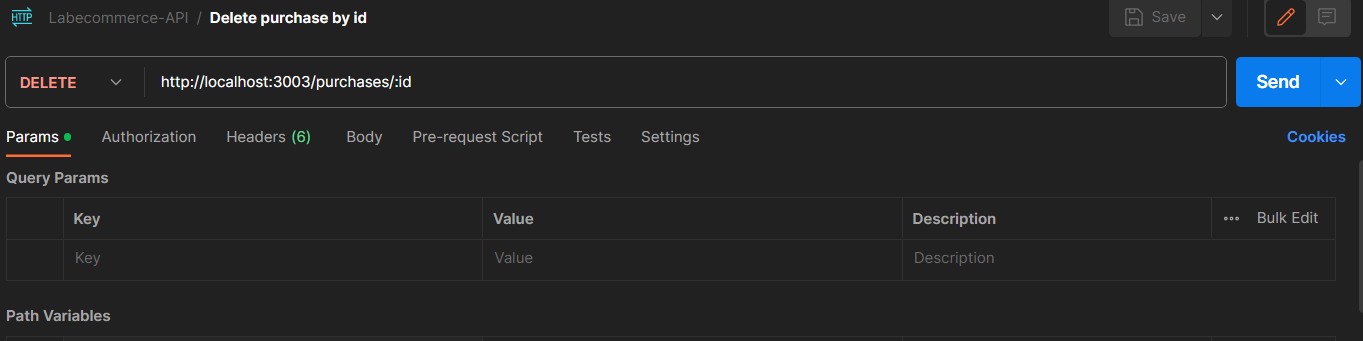 HTTP Labecommerce-API / Delete purchase by id Save
DELETE http://localhost:3003/purchases/:id Send
Params Authorization Headers (6) Body Pre-request Script Tests Settings Cookies
Query Params
Key Value Description ••• Bulk Edit
Key Value Description
Path Variables